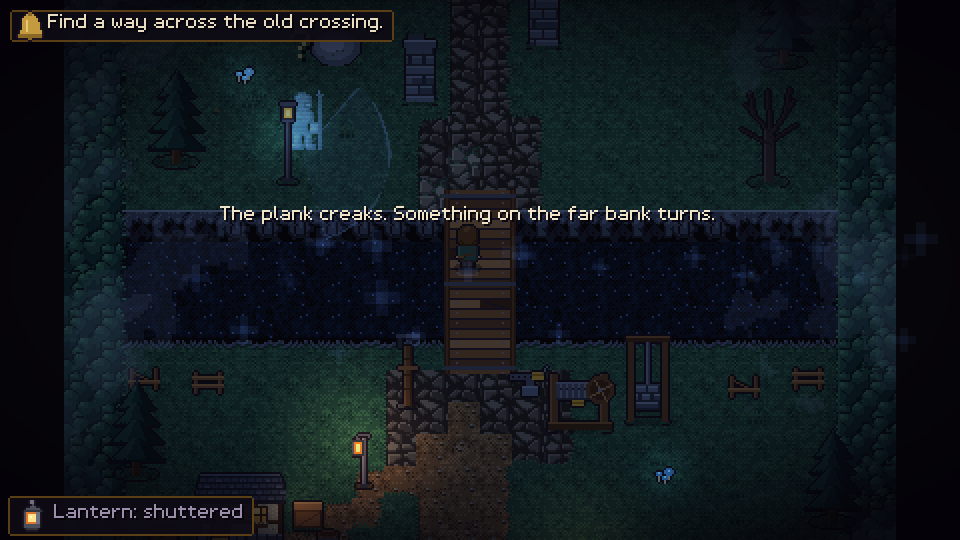 Find a way across the old crossing.
The plank creaks. Something on the far bank turns.
Lantern: shuttered